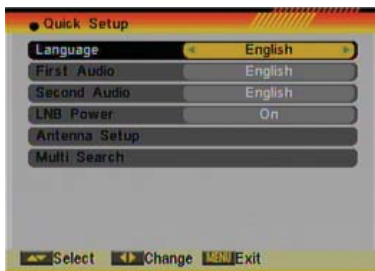 Quick Setup
Language English
First Audio English
Second Audio English
LNB Power On
Antenna Setup
Multi Search
Select Change MENU Exit